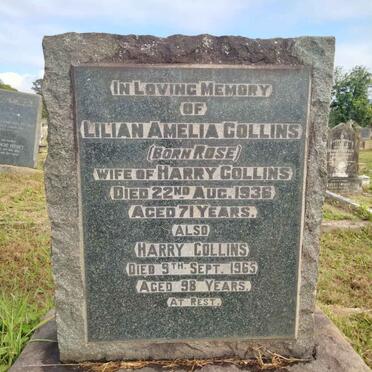 IN LOVING MEMORY
OF
LILIAN AMELIA COLLINS
(BORN ROSE)
WIFE OF HARRY COLLINS
DIED 22ND AUG. 1936
AGED 71 YEARS.
ALSO
HARRY COLLINS
DIED 9TH. SEPT. 1965
AGED 98 YEARS.
AT REST.